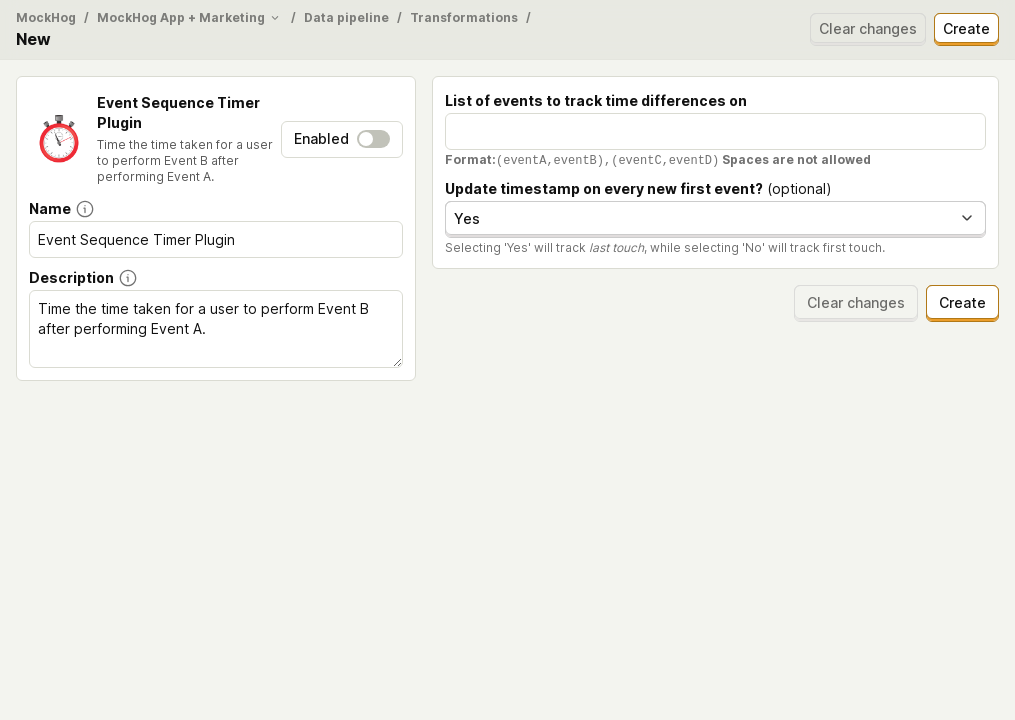 MockHog / MockHog App + Marketing / Data pipeline / Transformations /
New
Clear changes
Create
Event Sequence Timer
Plugin
Time the time taken for a user
to perform Event B after
performing Event A.
Enabled
Name
Event Sequence Timer Plugin
Description
Time the time taken for a user to perform Event B
after performing Event A.
List of events to track time differences on
Format:(eventA,eventB),(eventC,eventD) Spaces are not allowed
Update timestamp on every new first event? (optional)
Yes
Selecting 'Yes' will track last touch, while selecting 'No' will track first touch.
Clear changes
Create